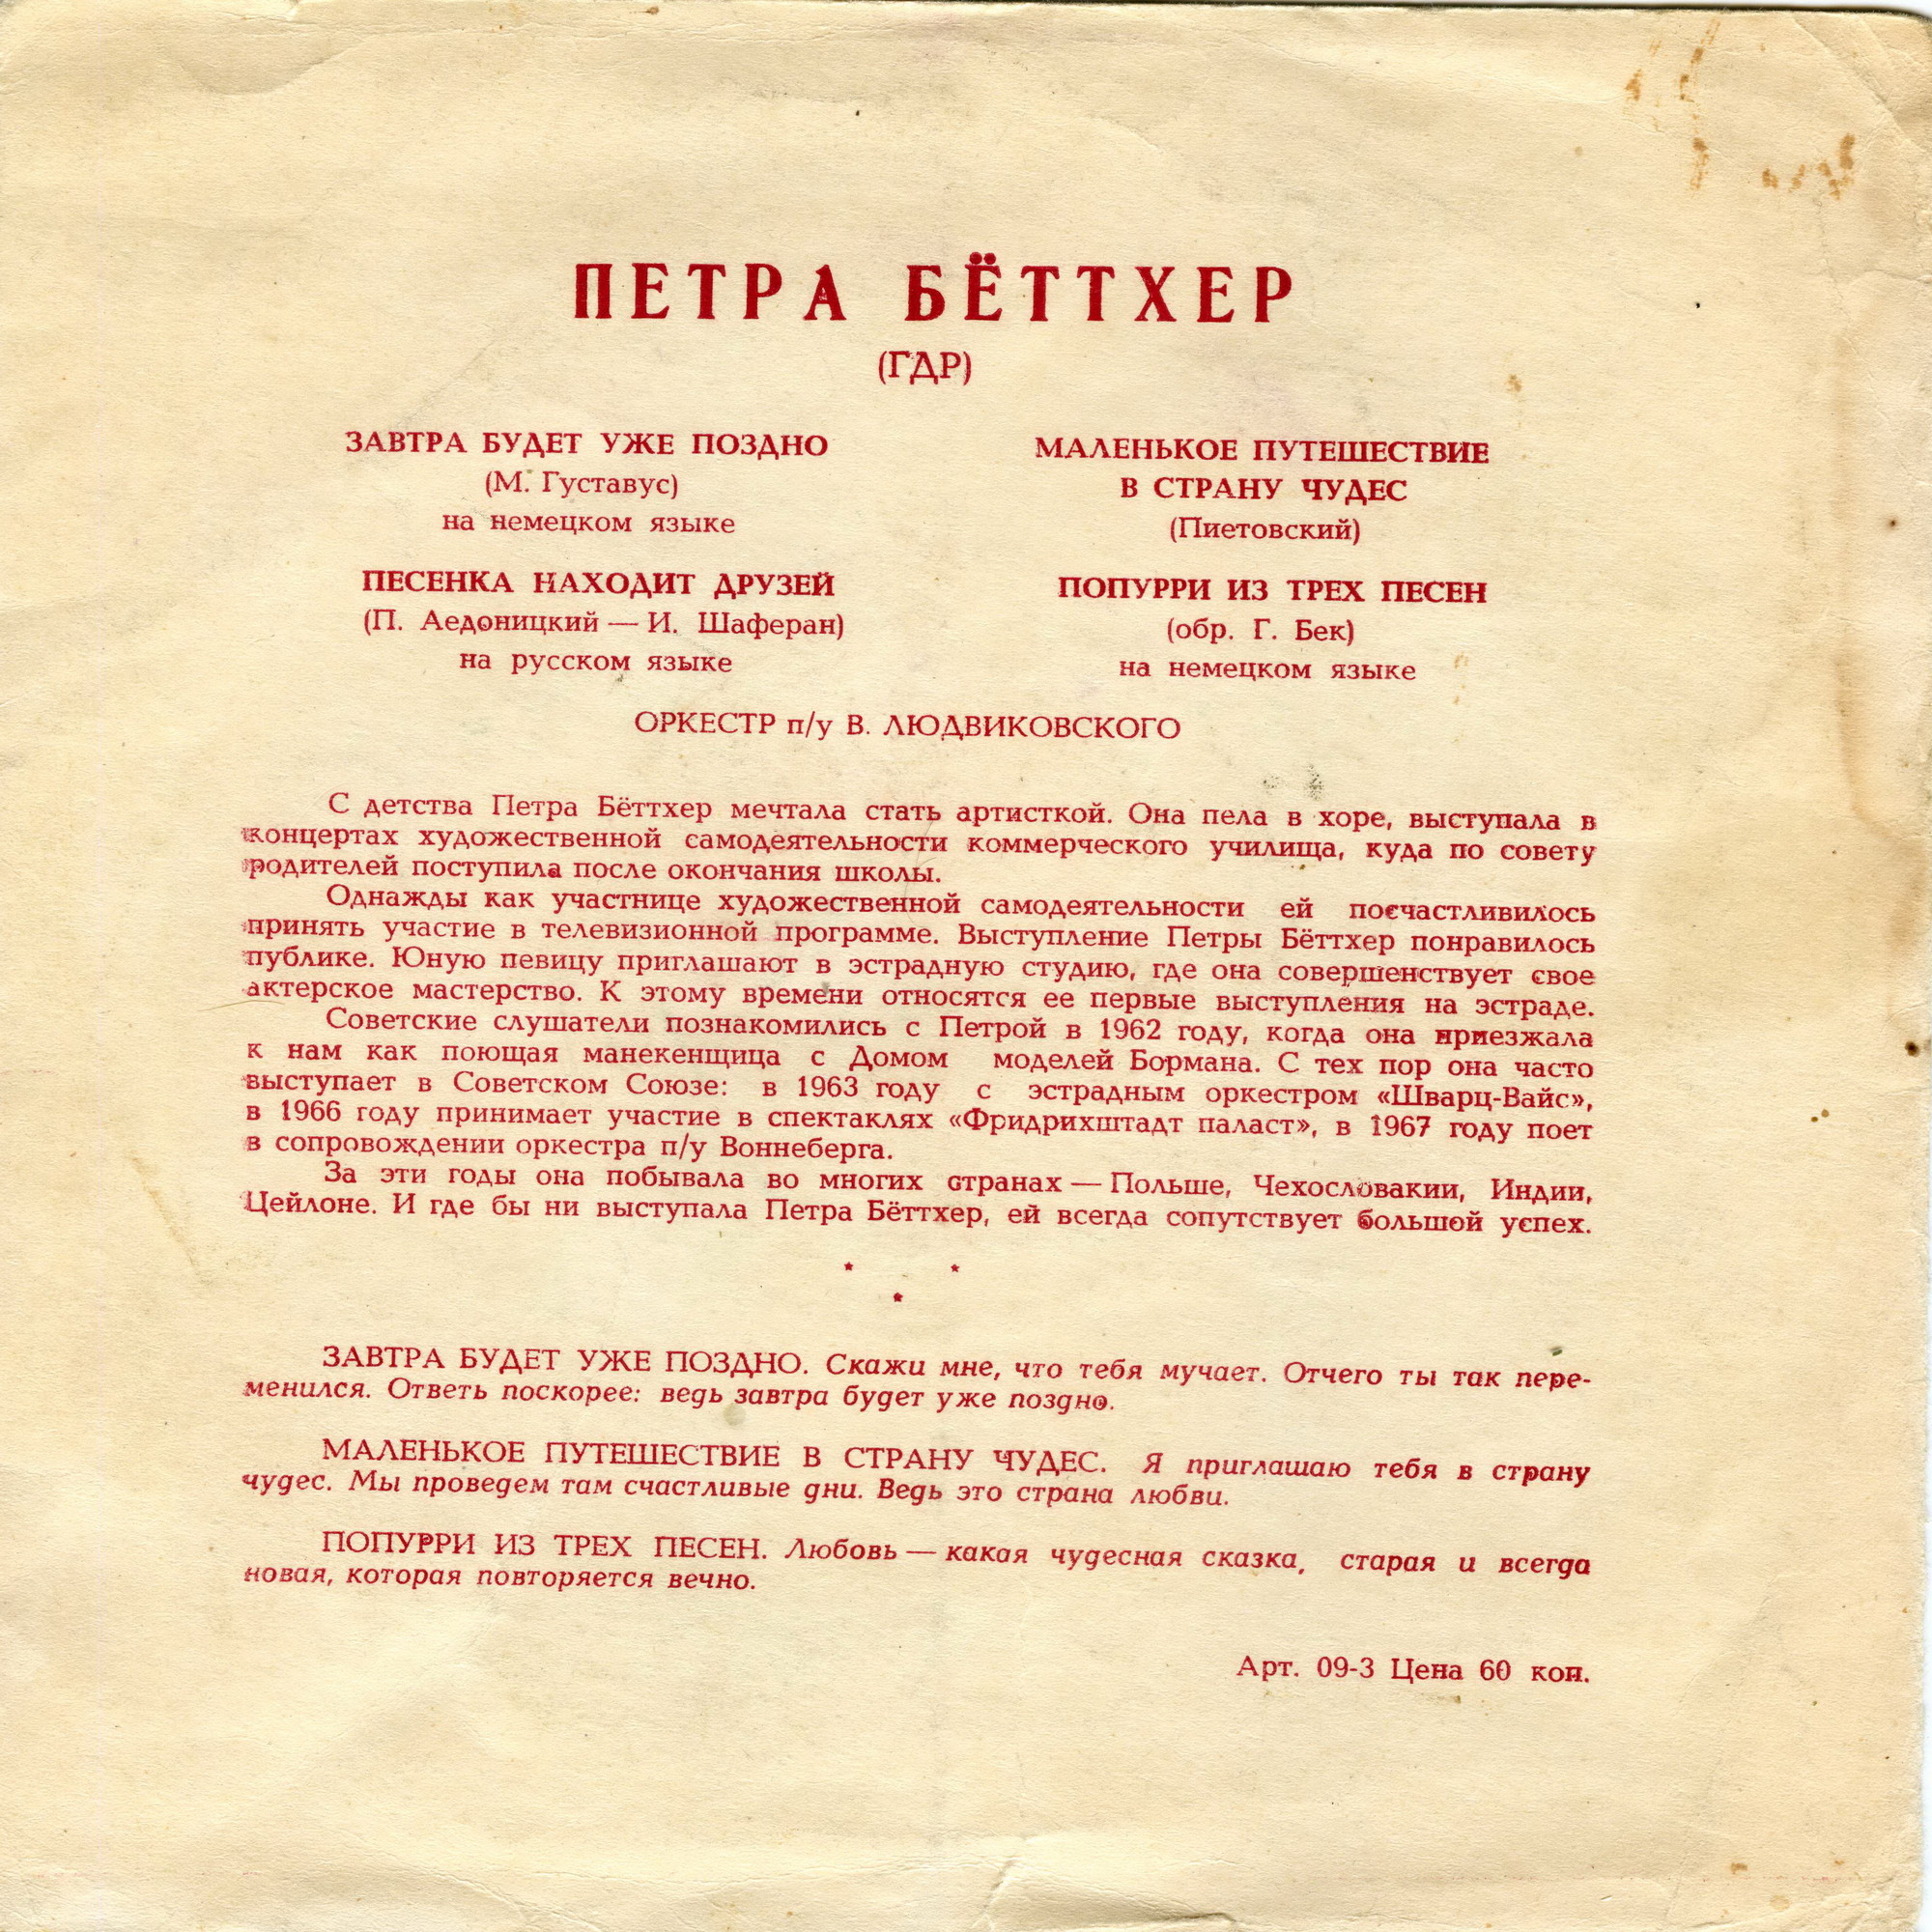 ПЕТРА БЁТТХЕР
(ГДР)
ЗАВТРА БУДЕТ УЖЕ ПОЗДНО
(М. Густавус)
на немецком языке
ПЕСЕНКА НАХОДИТ ДРУЗЕЙ
(П. Аедоницкий — И. Шаферан)
на русском языке
МАЛЕНЬКОЕ ПУТЕШЕСТВИЕ
В СТРАНУ ЧУДЕС
(Пиетовский)
ПОПУРРИ ИЗ ТРЕХ ПЕСЕН
(обр. Г. Бек)
на немецком языке
ОРКЕСТР п/у В. ЛЮДВИКОВСКОГО
С детства Петра Бёттхер мечтала стать артисткой. Она пела в хоре, выступала в
концертах художественной самодеятельности коммерческого училища, куда по совету
родителей поступила после окончания школы.
Однажды как участнице художественной самодеятельности ей посчастливилось
принять участие в телевизионной программе. Выступление Петры Бёттхер понравилось
публике. Юную певицу приглашают в эстрадную студию, где она совершенствует свое
актерское мастерство. К этому времени относятся ее первые выступления на эстраде.
Советские слушатели познакомились с Петрой в 1962 году, когда она приезжала
к нам как поющая манекенщица с Домом моделей Бормана. С тех пор она часто
выступает в Советском Союзе: в 1963 году с эстрадным оркестром «Шварц-Вайс»,
в 1966 году принимает участие в спектаклях «Фридрихштадт паласт», в 1967 году поет
в сопровождении оркестра п/у Воннеберга.
За эти годы она побывала во многих странах — Польше, Чехословакии, Индии,
Цейлоне. И где бы ни выступала Петра Бёттхер, ей всегда сопутствует большой успех.
* *
*
ЗАВТРА БУДЕТ УЖЕ ПОЗДНО. Скажи мне, что тебя мучает. Отчего ты так пере-
менился. Ответь поскорее: ведь завтра будет уже поздно.
МАЛЕНЬКОЕ ПУТЕШЕСТВИЕ В СТРАНУ ЧУДЕС. Я приглашаю тебя в страну
чудес. Мы проведем там счастливые дни. Ведь это страна любви.
ПОПУРРИ ИЗ ТРЕХ ПЕСЕН. Любовь — какая чудесная сказка, старая и всегда
новая, которая повторяется вечно.
Арт. 09-3 Цена 60 коп.